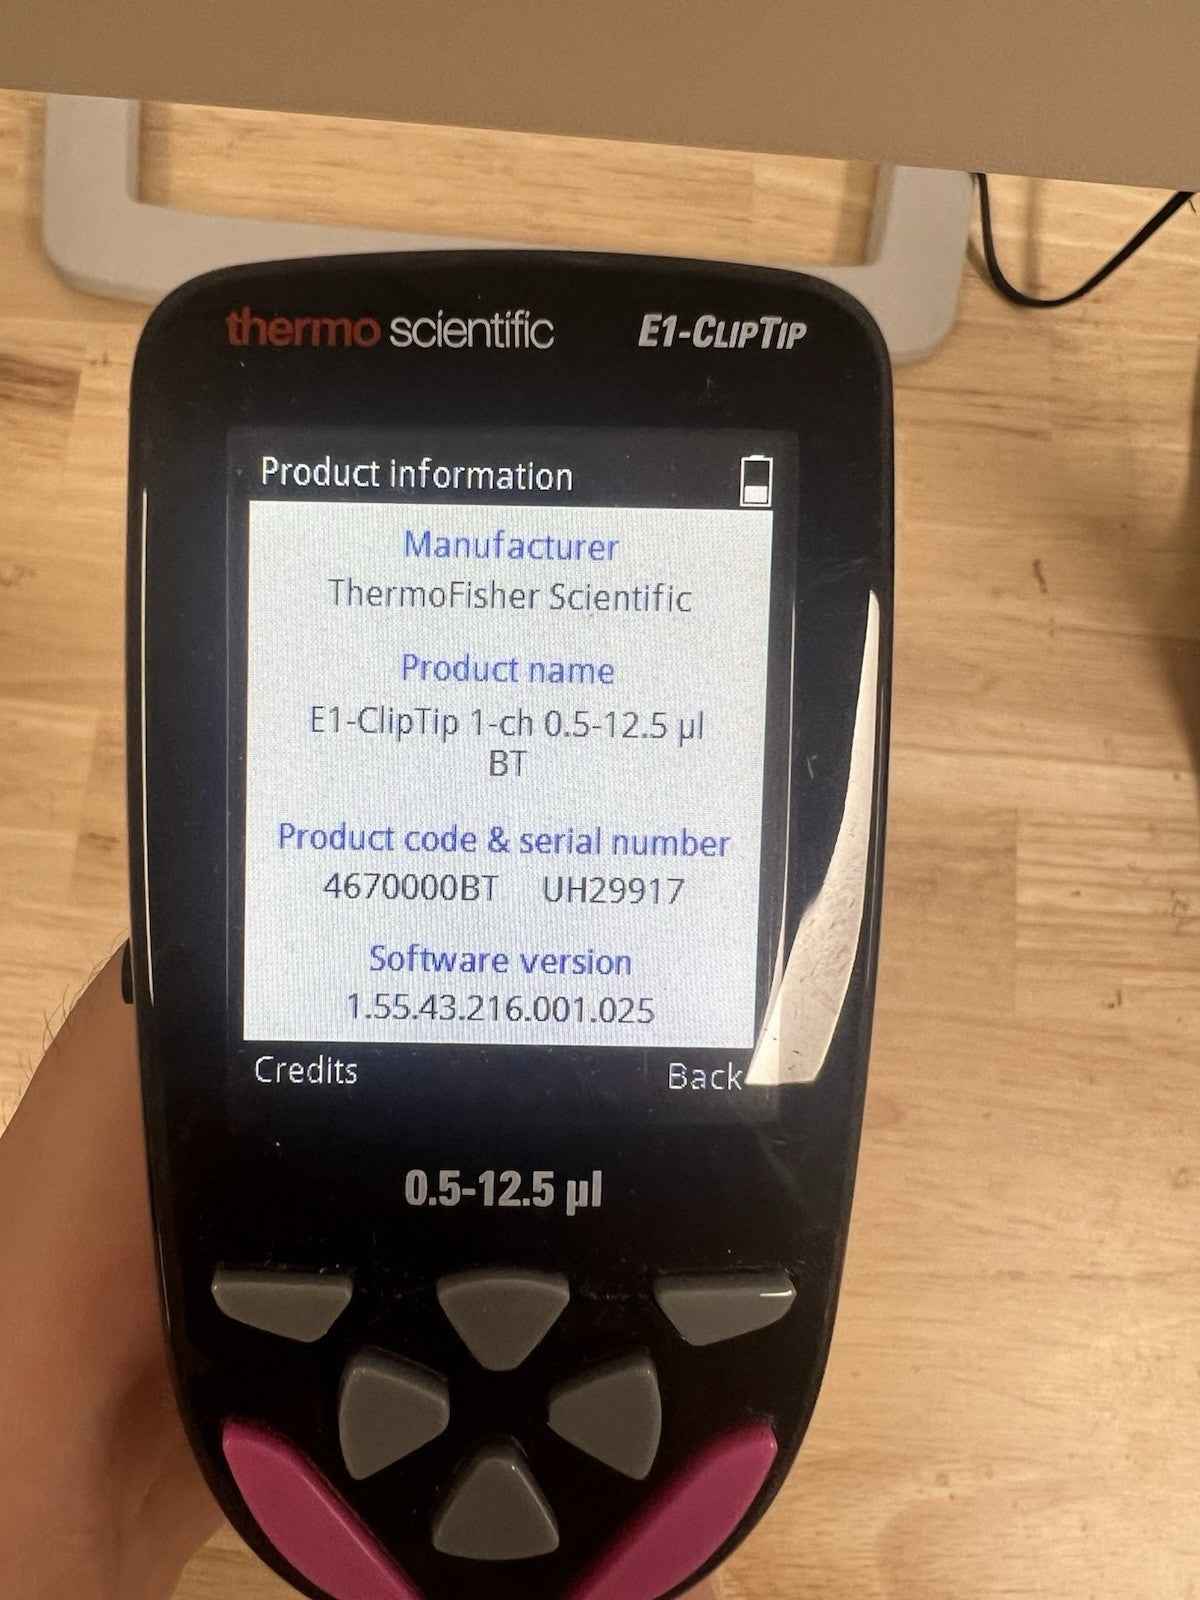 thermo scientific E1-CLIPTIP
Product information
Manufacturer
ThermoFisher Scientific
Product name
E1-ClipTip 1-ch 0.5-12.5 µl
BT
Product code & serial number
4670000BT UH29917
Software version
1.55.43.216.001.025
Credits Back
0.5-12.5 µl